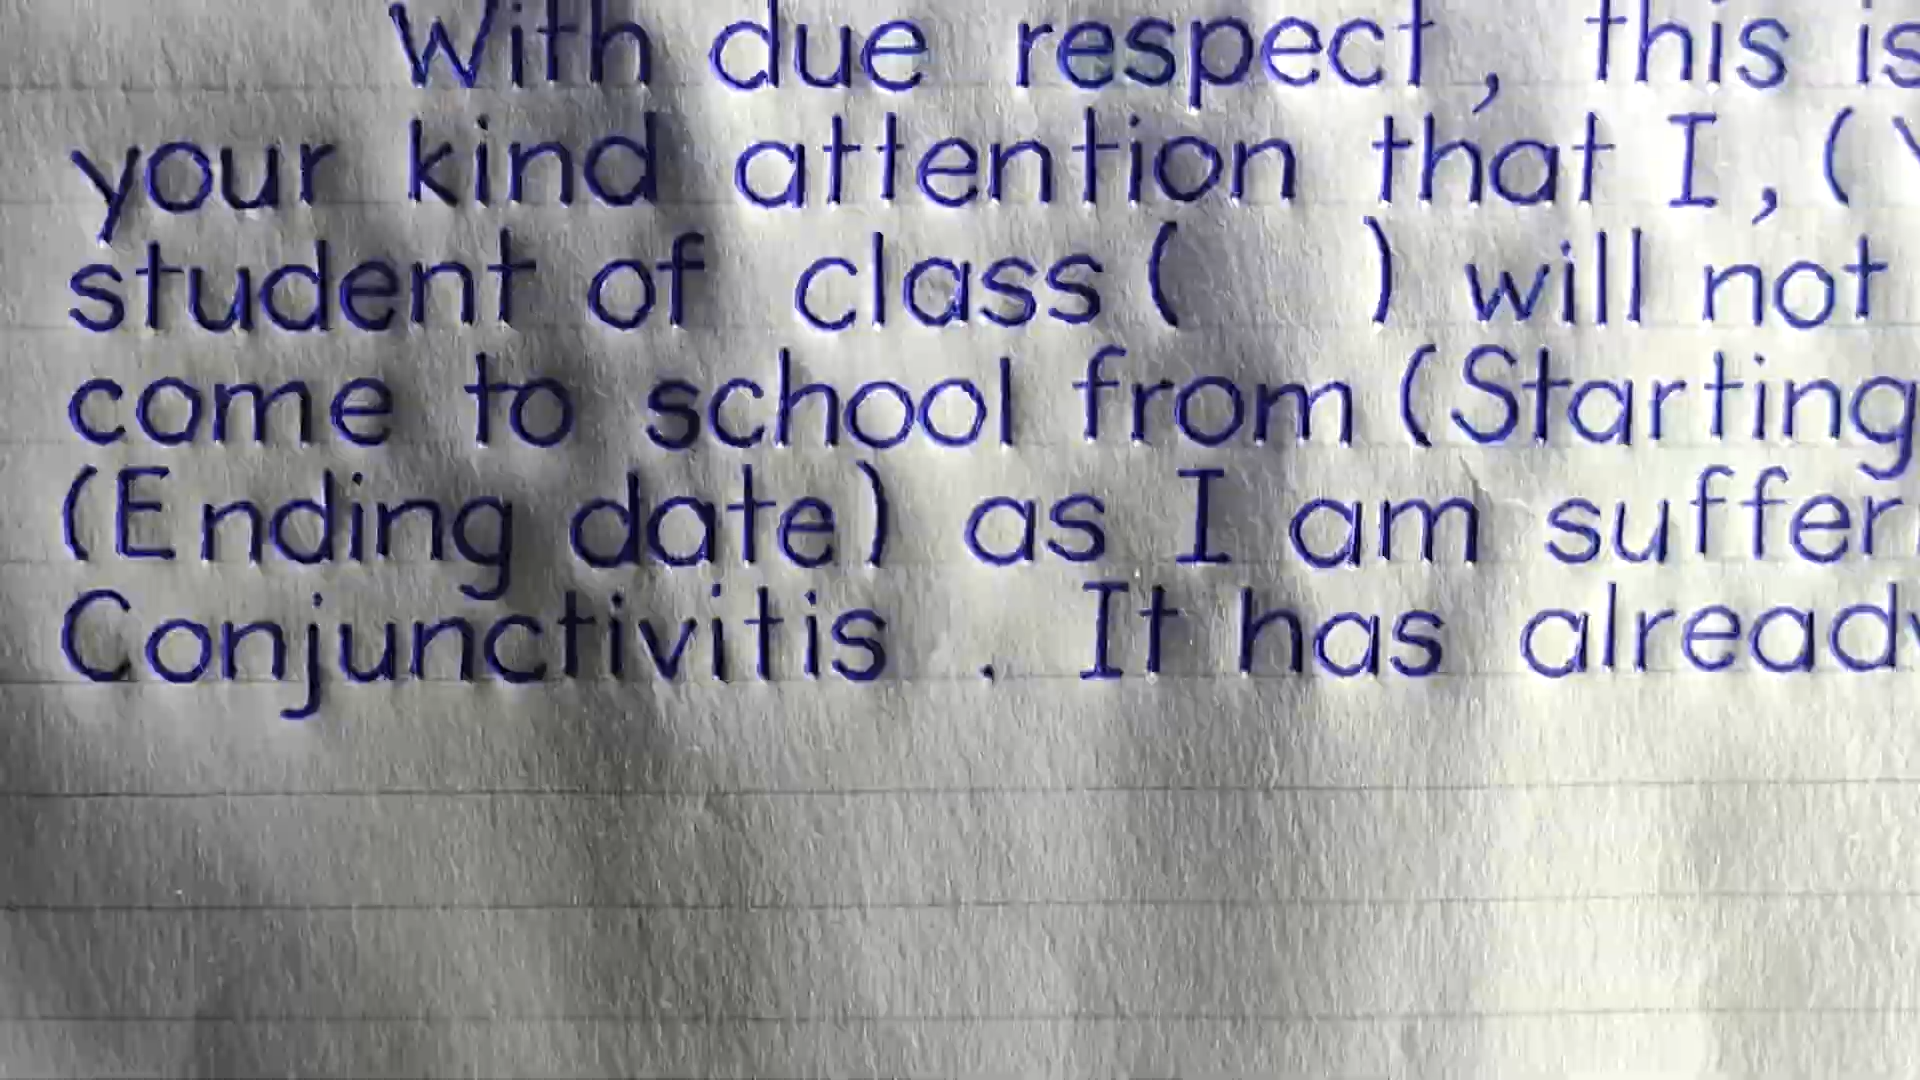 With due respect, this is
your kind attention that I, (
student of class (     ) will not
come to school from (Starting
(Ending date) as I am suffer
Conjunctivitis . It has already